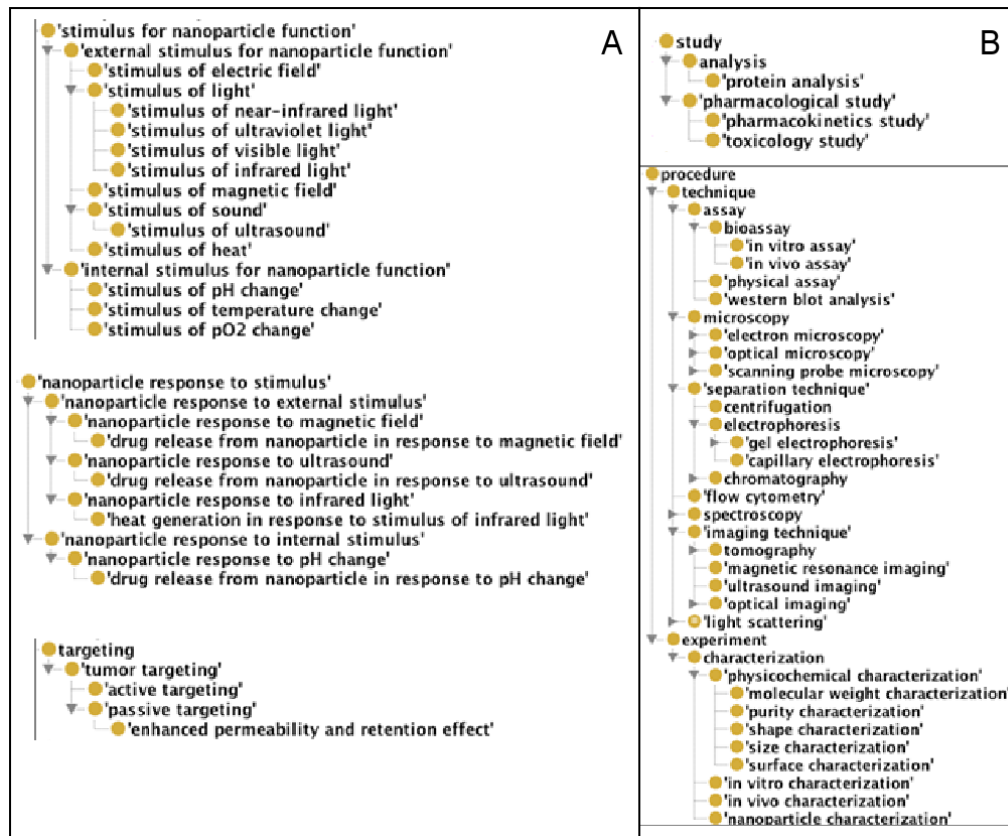 A
'stimulus for nanoparticle function'
'external stimulus for nanoparticle function'
'stimulus of electric field'
'stimulus of light'
'stimulus of near-infrared light'
'stimulus of ultraviolet light'
'stimulus of visible light'
'stimulus of infrared light'
'stimulus of magnetic field'
'stimulus of sound'
'stimulus of ultrasound'
'stimulus of heat'
'internal stimulus for nanoparticle function'
'stimulus of pH change'
'stimulus of temperature change'
'stimulus of pO2 change'
'nanoparticle response to stimulus'
'nanoparticle response to external stimulus'
'nanoparticle response to magnetic field'
'drug release from nanoparticle in response to magnetic field'
'nanoparticle response to ultrasound'
'drug release from nanoparticle in response to ultrasound'
'nanoparticle response to infrared light'
'heat generation in response to stimulus of infrared light'
'nanoparticle response to internal stimulus'
'nanoparticle response to pH change'
'drug release from nanoparticle in response to pH change'
targeting
'tumor targeting'
'active targeting'
'passive targeting'
'enhanced permeability and retention effect'
B
study
analysis
'protein analysis'
'pharmacological study'
'pharmacokinetics study'
'toxicology study'
procedure
technique
assay
bioassay
'in vitro assay'
'in vivo assay'
'physical assay'
'western blot analysis'
microscopy
'electron microscopy'
'optical microscopy'
'scanning probe microscopy'
'separation technique'
centrifugation
electrophoresis
'gel electrophoresis'
'capillary electrophoresis'
chromatography
'flow cytometry'
spectroscopy
'imaging technique'
tomography
'magnetic resonance imaging'
'ultrasound imaging'
'optical imaging'
'light scattering'
experiment
characterization
'physicochemical characterization'
'molecular weight characterization'
'purity characterization'
'shape characterization'
'size characterization'
'surface characterization'
'in vitro characterization'
'in vivo characterization'
'nanoparticle characterization'